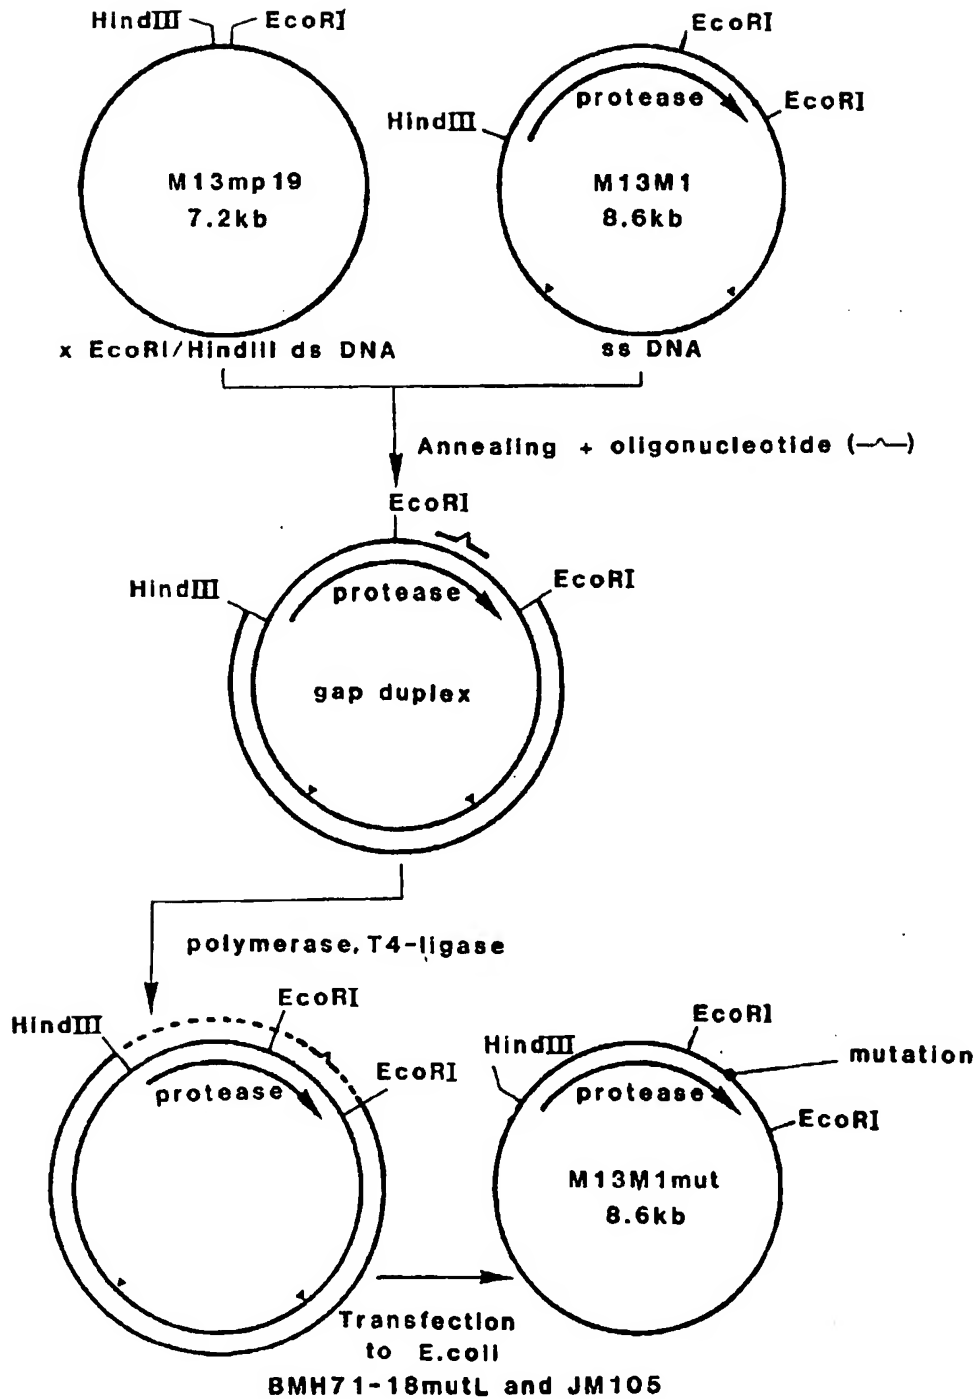 HindIII EcoRI
M13mp19
7.2kb
x EcoRI/HindIII ds DNA
EcoRI
EcoRI
HindIII
protease
M13M1
8.6kb
ss DNA
Annealing + oligonucleotide ( )
EcoRI
EcoRI
HindIII
protease
gap duplex
polymerase, T4-ligase
EcoRI
HindIII
EcoRI
protease
EcoRI
HindIII
mutation
protease
EcoRI
M13M1mut
8.6kb
Transfection
to E.coli
BMH71-18mutL and JM105